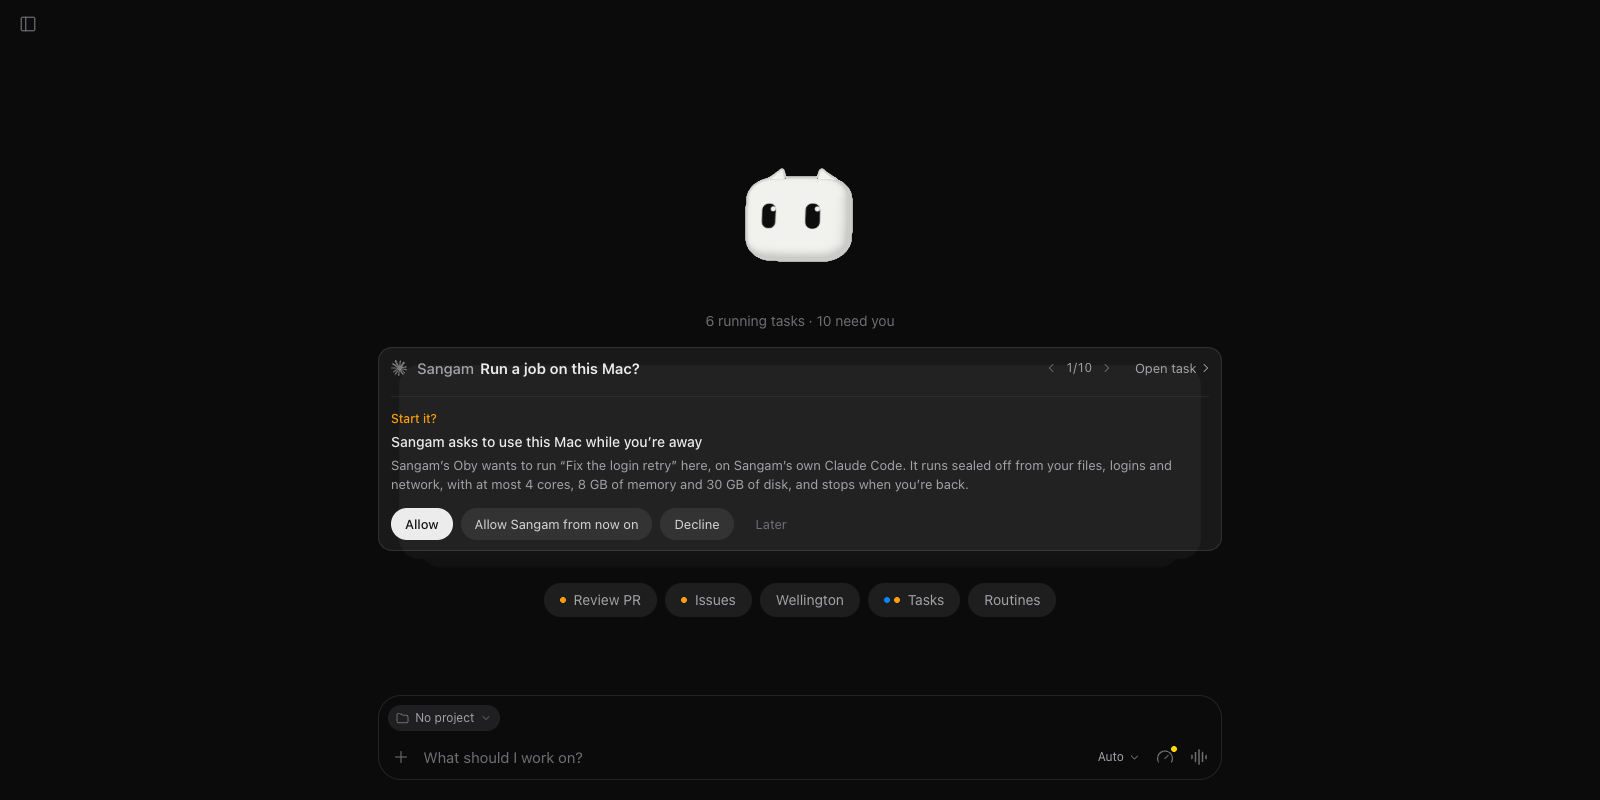 6 running tasks · 10 need you
Sangam Run a job on this Mac?
1/10
Open task
Start it?
Sangam asks to use this Mac while you’re away
Sangam’s Oby wants to run “Fix the login retry” here, on Sangam’s own Claude Code. It runs sealed off from your files, logins and
network, with at most 4 cores, 8 GB of memory and 30 GB of disk, and stops when you’re back.
Allow
Allow Sangam from now on
Decline
Later
Review PR
Issues
Wellington
Tasks
Routines
No project
What should I work on?
Auto